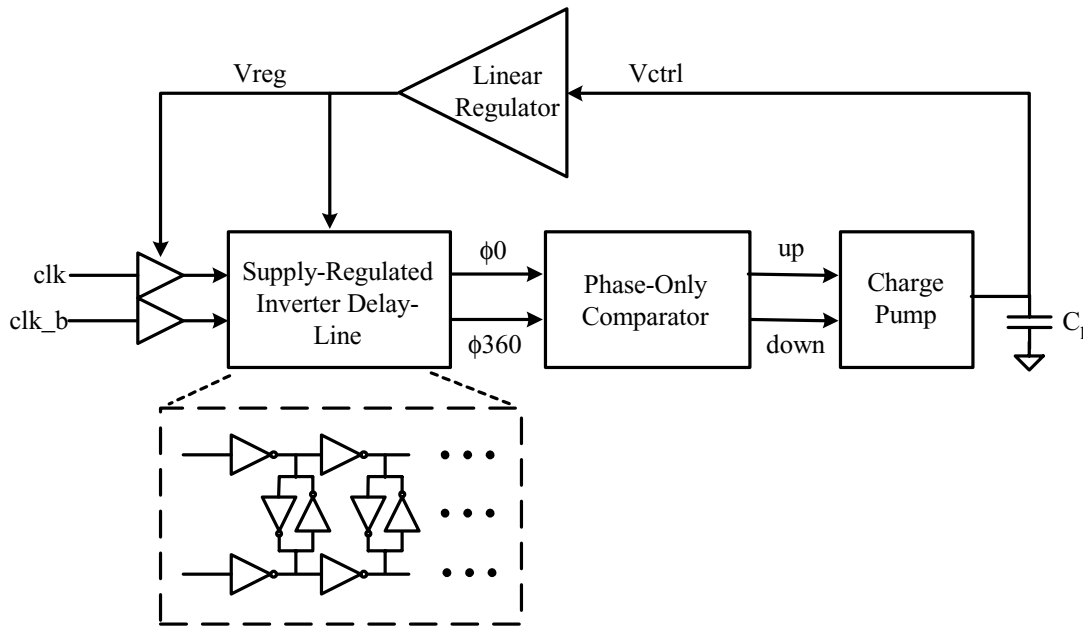 Vreg
Linear
Regulator
Vctrl
clk
clk_b
Supply-Regulated
Inverter Delay-
Line
ϕ0
ϕ360
Phase-Only
Comparator
up
down
Charge
Pump